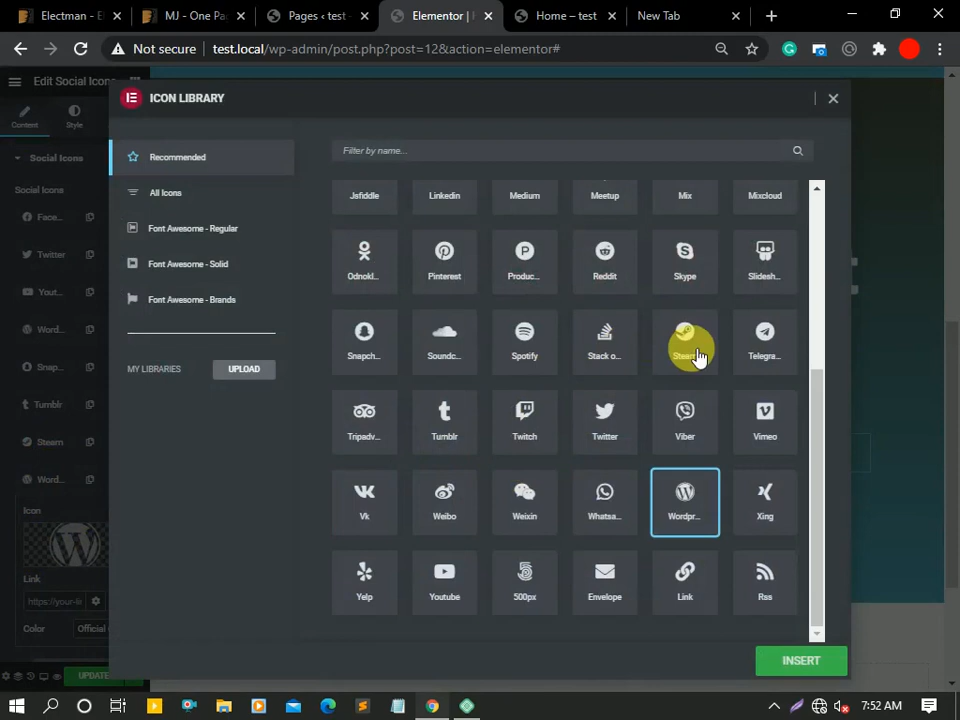 Electman - El
MJ - One Pa
Pages ‹ test -
Elementor |
Home – test
New Tab
Not secure
test.local/wp-admin/post.php?post=12&action=elementor#
Edit Social Icons
Content
Style
Social Icons
Social Icons
Face...
Twitter
Yout...
Word...
Snap...
Tumblr
Steam
Word...
Icon
Link
https://your-li
Color
Official
UPDATE
ICON LIBRARY
Recommended
All Icons
Font Awesome - Regular
Font Awesome - Solid
Font Awesome - Brands
MY LIBRARIES
UPLOAD
Filter by name...
Jsfiddle Linkedin Medium Meetup Mix Mixcloud
Odnokl... Pinterest Produc... Reddit Skype Slidesh...
Snapch... Soundc... Spotify Stack o... Steam Telegra...
Tripadv... Tumblr Twitch Twitter Viber Vimeo
Vk Weibo Weixin Whatsa... Wordpr... Xing
Yelp Youtube 500px Envelope Link Rss
INSERT
7:52 AM